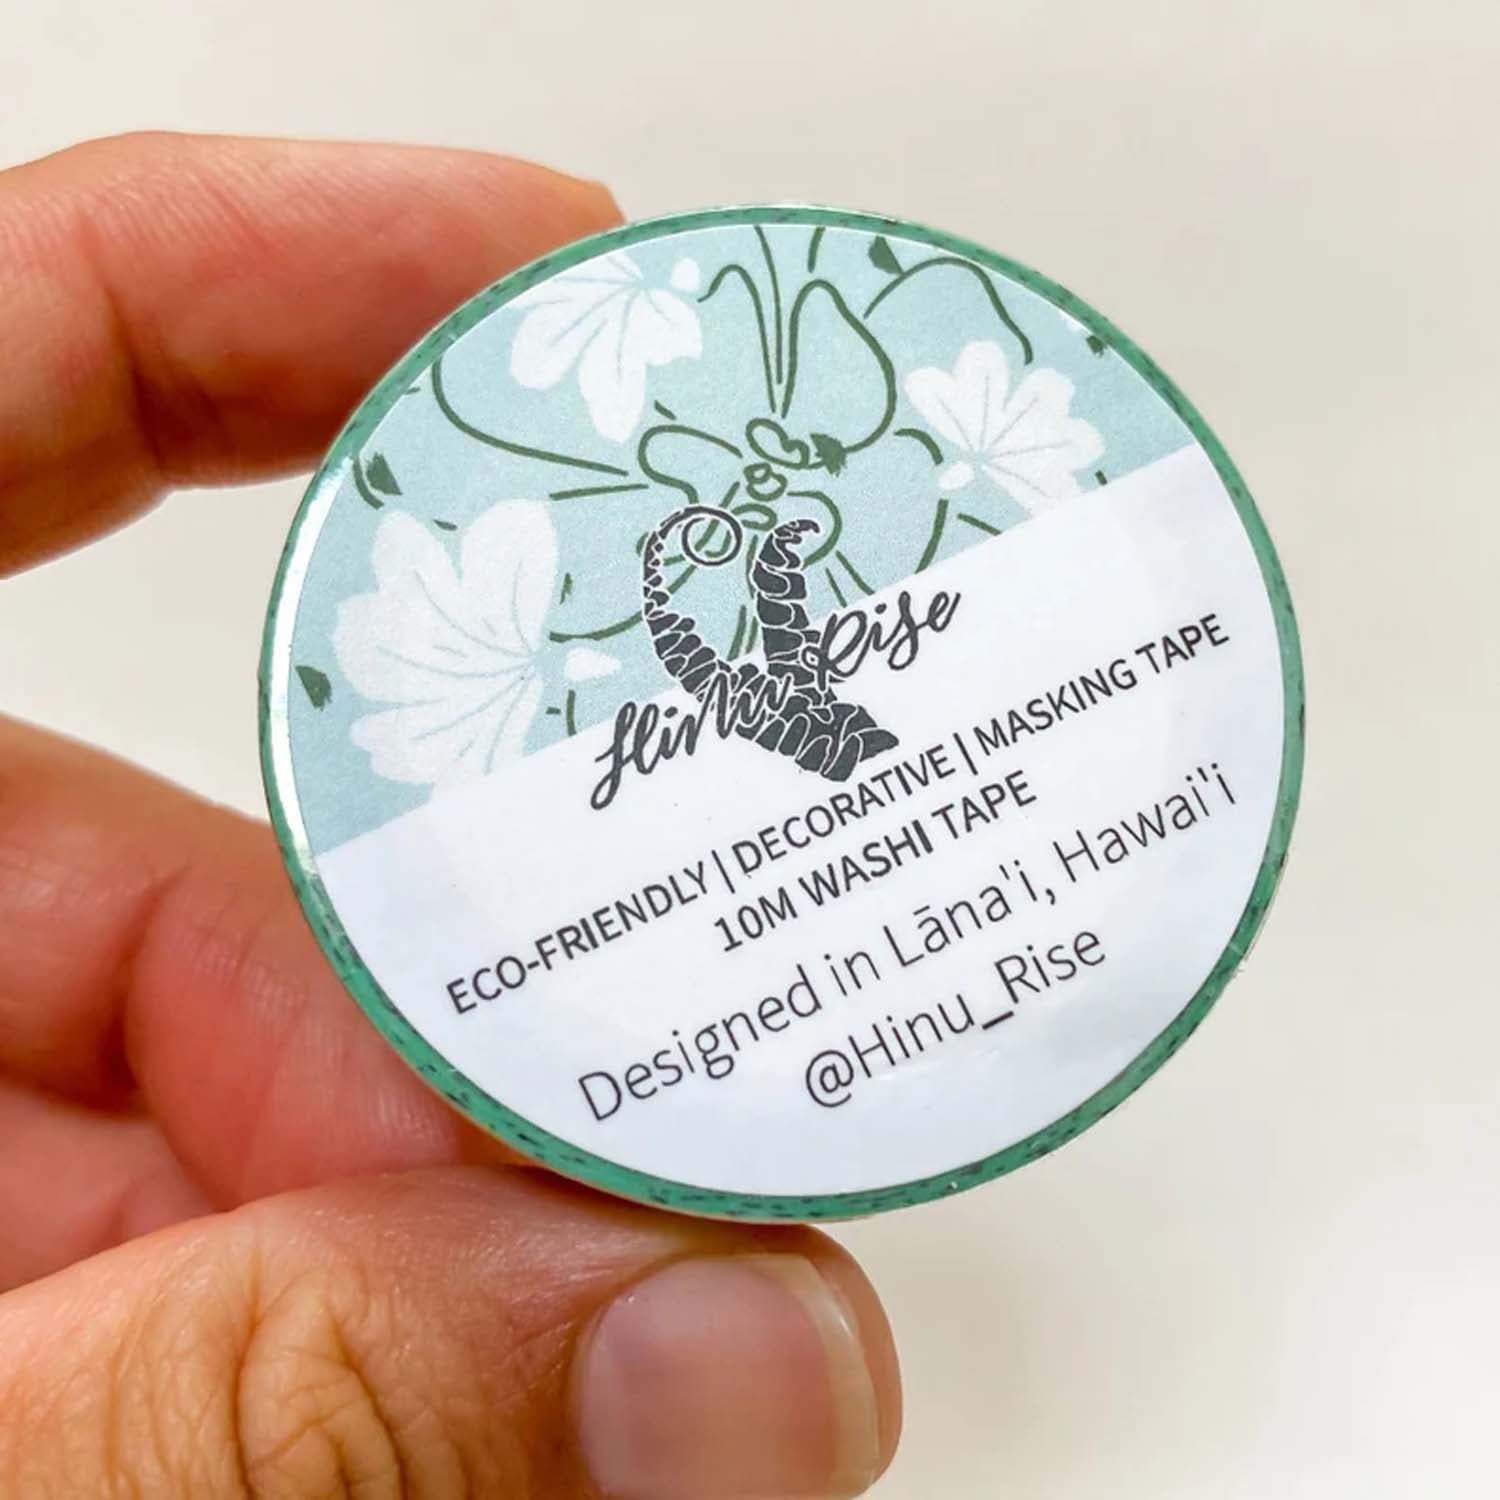 Hinu Rise
ECO-FRIENDLY | DECORATIVE | MASKING TAPE
10M WASHI TAPE
Designed in Lāna'i, Hawai'i
@Hinu_Rise